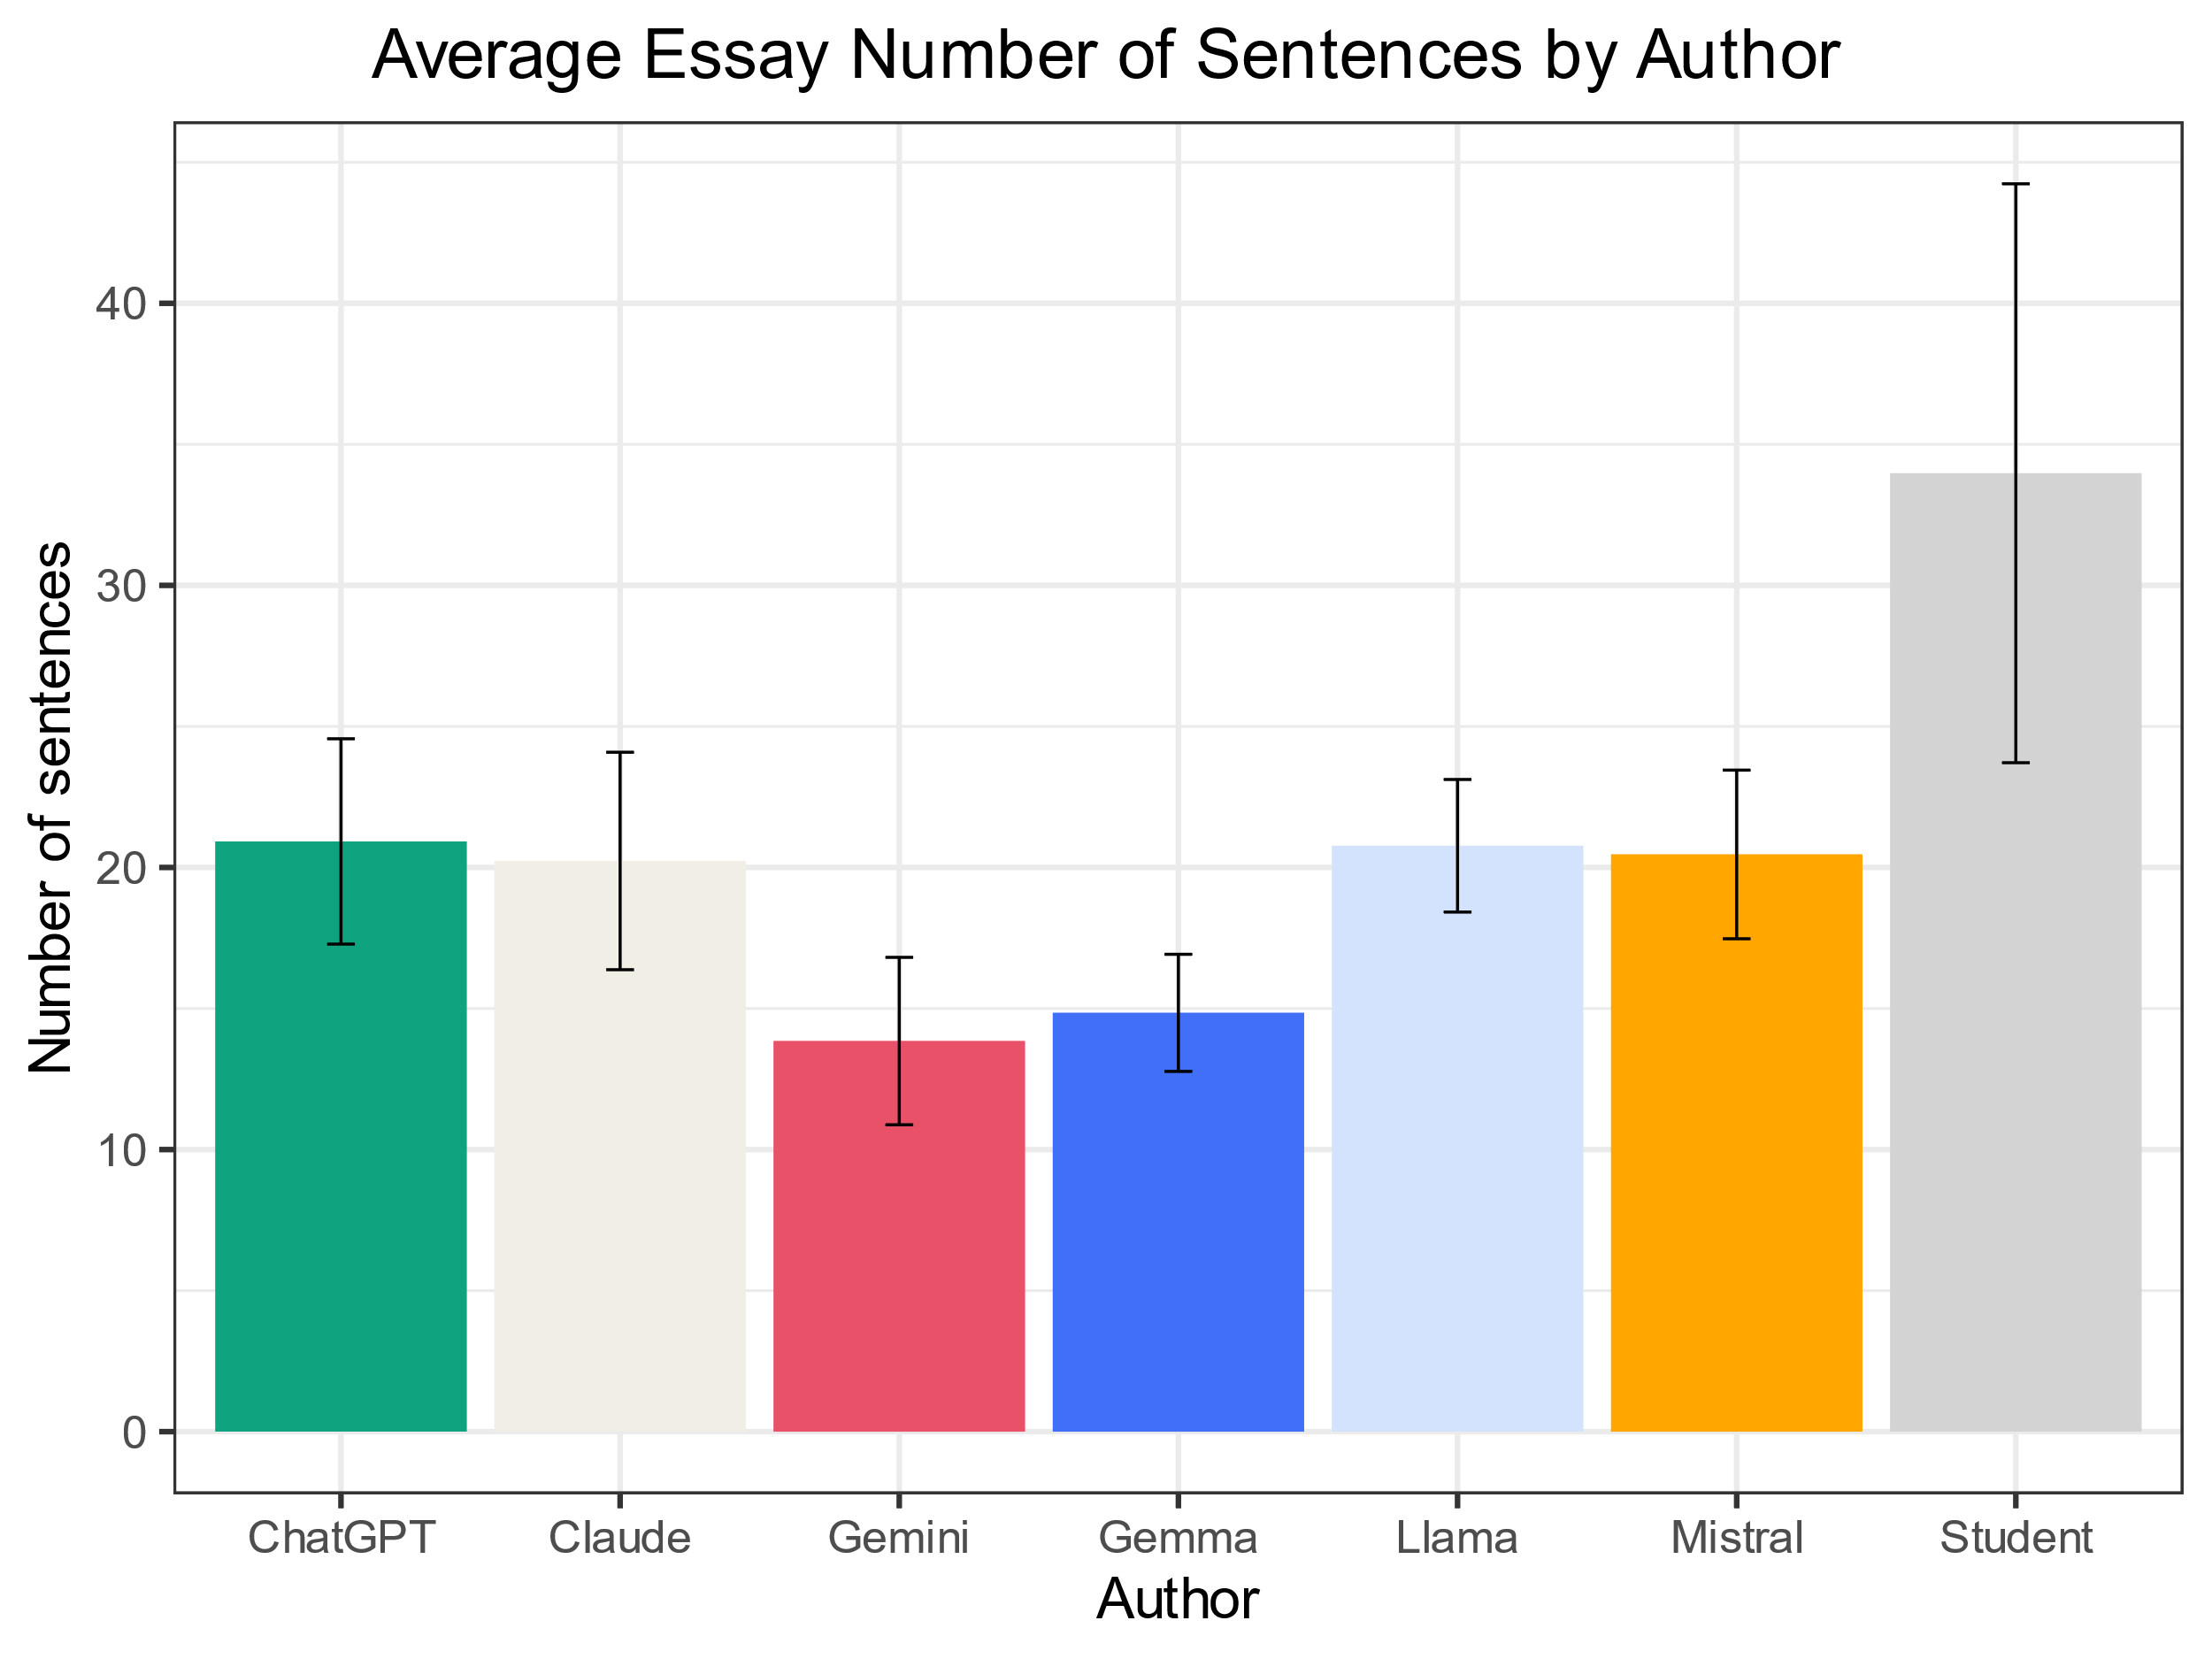 Average Essay Number of Sentences by Author
Number of sentences
40
30
20
10
0
ChatGPT Claude Gemini Gemma Llama Mistral Student
Author